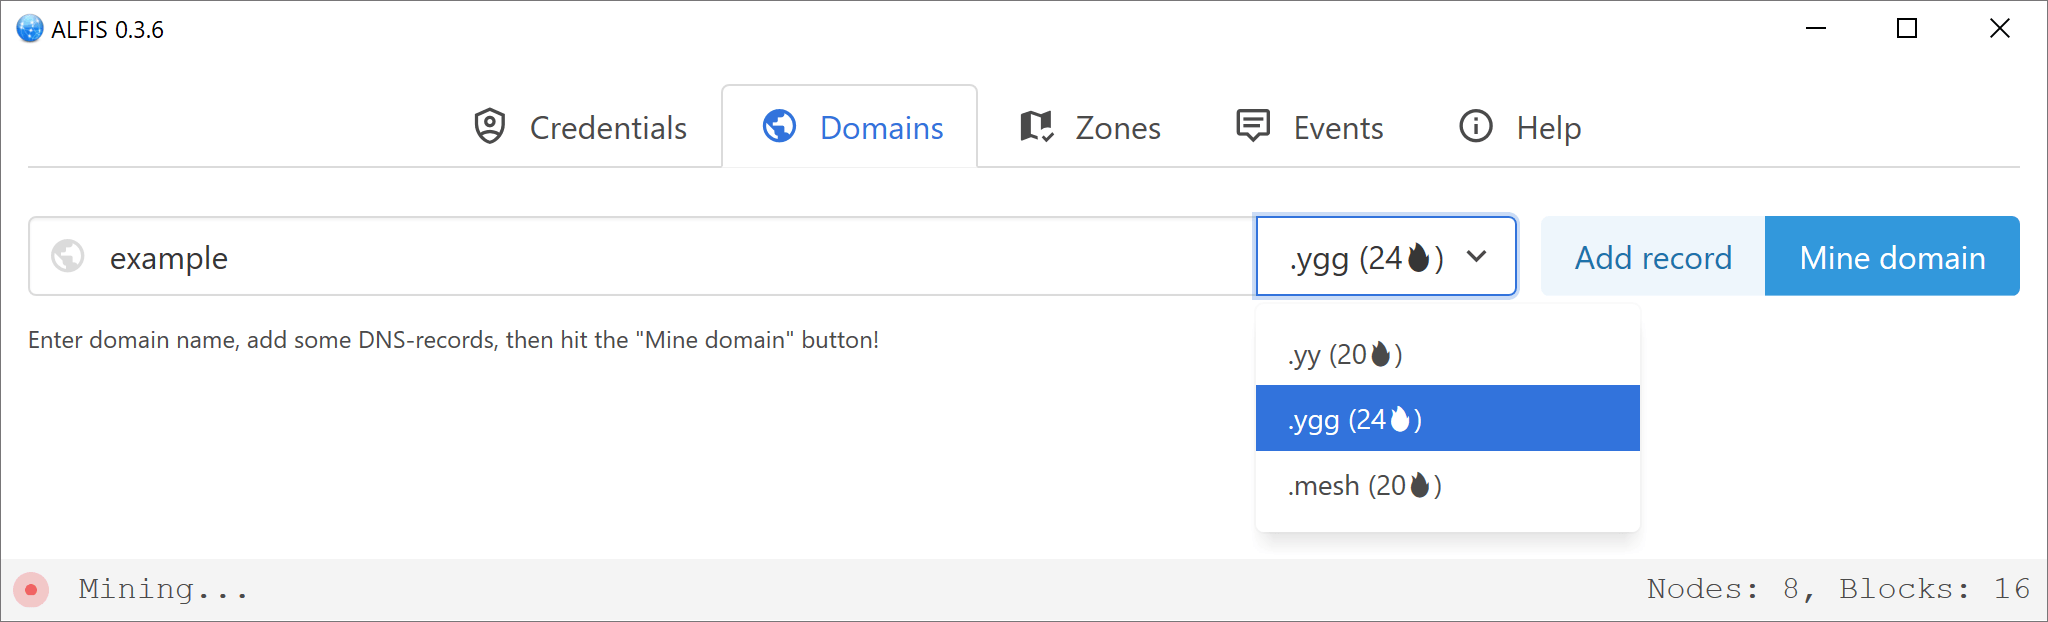 ALFIS 0.3.6
Credentials Domains Zones Events Help
example .ygg (24🔥) Add record Mine domain
Enter domain name, add some DNS-records, then hit the "Mine domain" button!
.yy (20🔥)
.ygg (24🔥)
.mesh (20🔥)
Mining... Nodes: 8, Blocks: 16